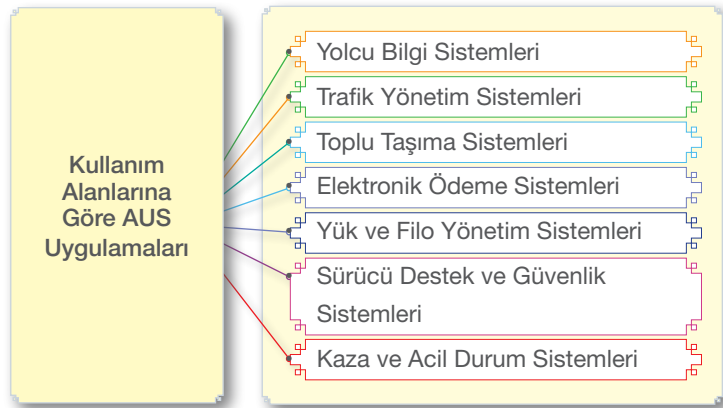 Kullanım
Alanlarına
Göre AUS
Uygulamaları
Yolcu Bilgi Sistemleri
Trafik Yönetim Sistemleri
Toplu Taşıma Sistemleri
Elektronik Ödeme Sistemleri
Yük ve Filo Yönetim Sistemleri
Sürücü Destek ve Güvenlik
Sistemleri
Kaza ve Acil Durum Sistemleri